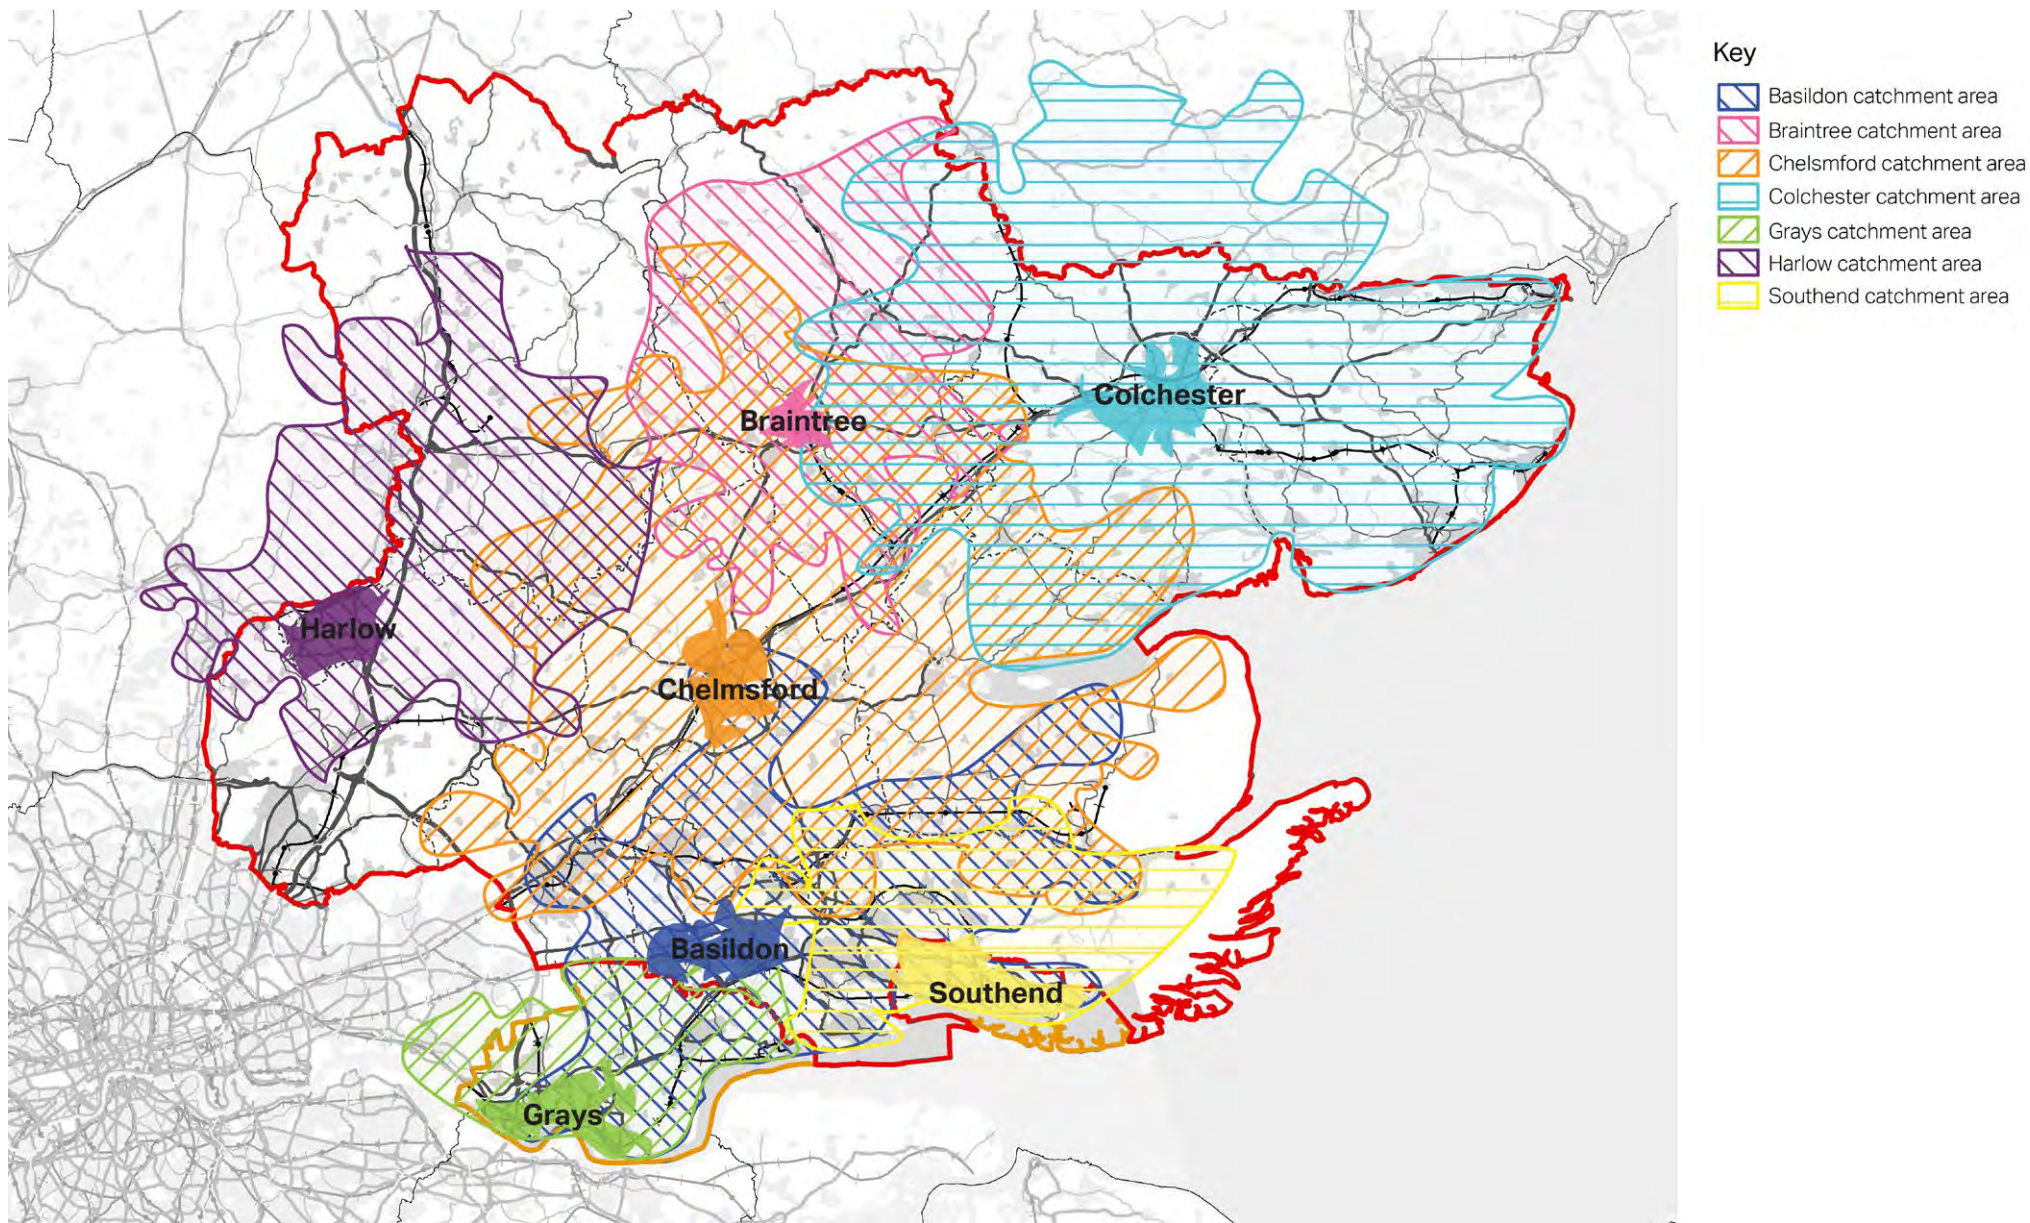 Key
Basildon catchment area
Braintree catchment area
Chelsmford catchment area
Colchester catchment area
Grays catchment area
Harlow catchment area
Southend catchment area
Colchester
Braintree
Harlow
Chelmsford
Basildon
Southend
Grays